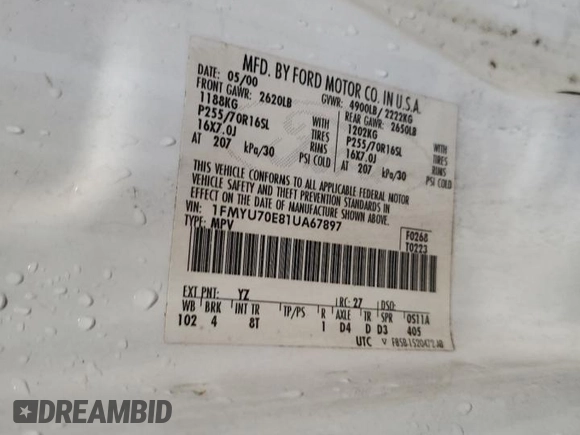 MFD. BY FORD MOTOR CO. IN U.S.A.
DATE: 05/00 GVWR: 4900LB/ 2222KG
FRONT GAWR: 2620LB REAR GAWR: 2650LB
1188KG WITH 1202KG WITH
P255/70R16SL TIRES P255/70R16SL TIRES
16X7.0J RIMS 16X7.0J RIMS
AT 207 kPa/30 PSI COLD AT 207 kPa/30 PSI COLD
THIS VEHICLE CONFORMS TO ALL APPLICABLE FEDERAL MOTOR
VEHICLE SAFETY AND THEFT PREVENTION STANDARDS IN
EFFECT ON THE DATE OF MANUFACTURE SHOWN ABOVE.
VIN: 1FMYU70E81UA67897 F0268
TYPE: MPV T0223
EXT PNT: YZ RC: 27 DSO:
WB BRK INT TR TP/PS R AXLE TR SPR 0S11A
102 4 8T 1 D4 D D3 405
UTC
DREAMBID